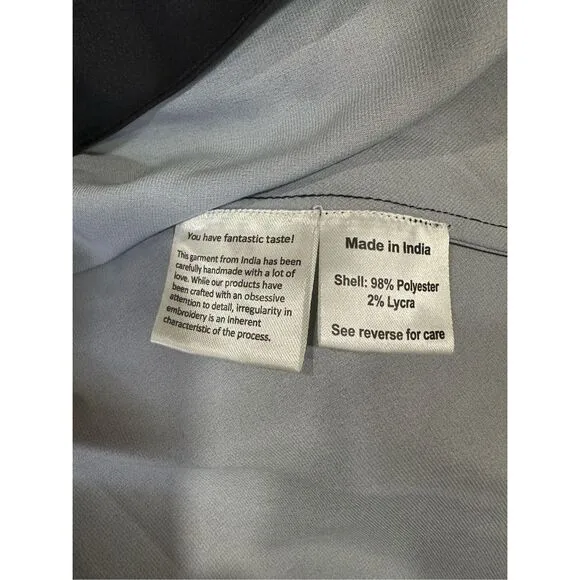 You have fantastic taste!
This garment from India has been
carefully handmade with a lot of
love. While our products have
been crafted with an obsessive
attention to detail, irregularity in
embroidery is an inherent
characteristic of the process.
Made in India
Shell: 98% Polyester
2% Lycra
See reverse for care